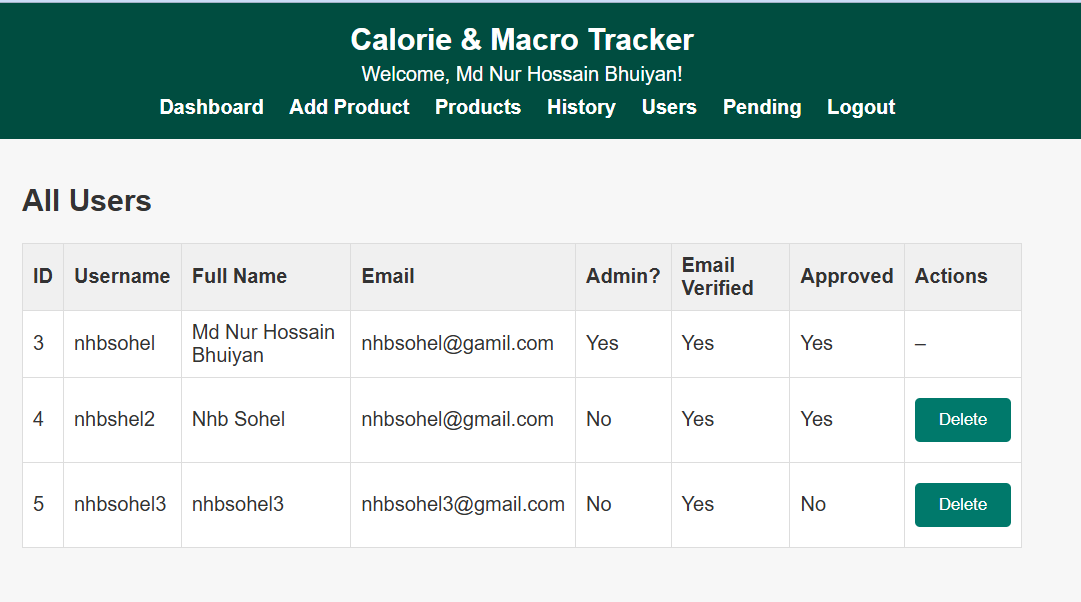 Calorie & Macro Tracker
Welcome, Md Nur Hossain Bhuiyan!
Dashboard Add Product Products History Users Pending Logout
All Users
ID Username Full Name Email Admin? Email Verified Approved Actions
3 nhbsohel Md Nur Hossain Bhuiyan nhbsohel@gamil.com Yes Yes Yes –
4 nhbshel2 Nhb Sohel nhbsohel@gmail.com No Yes Yes Delete
5 nhbsohel3 nhbsohel3 nhbsohel3@gmail.com No Yes No Delete